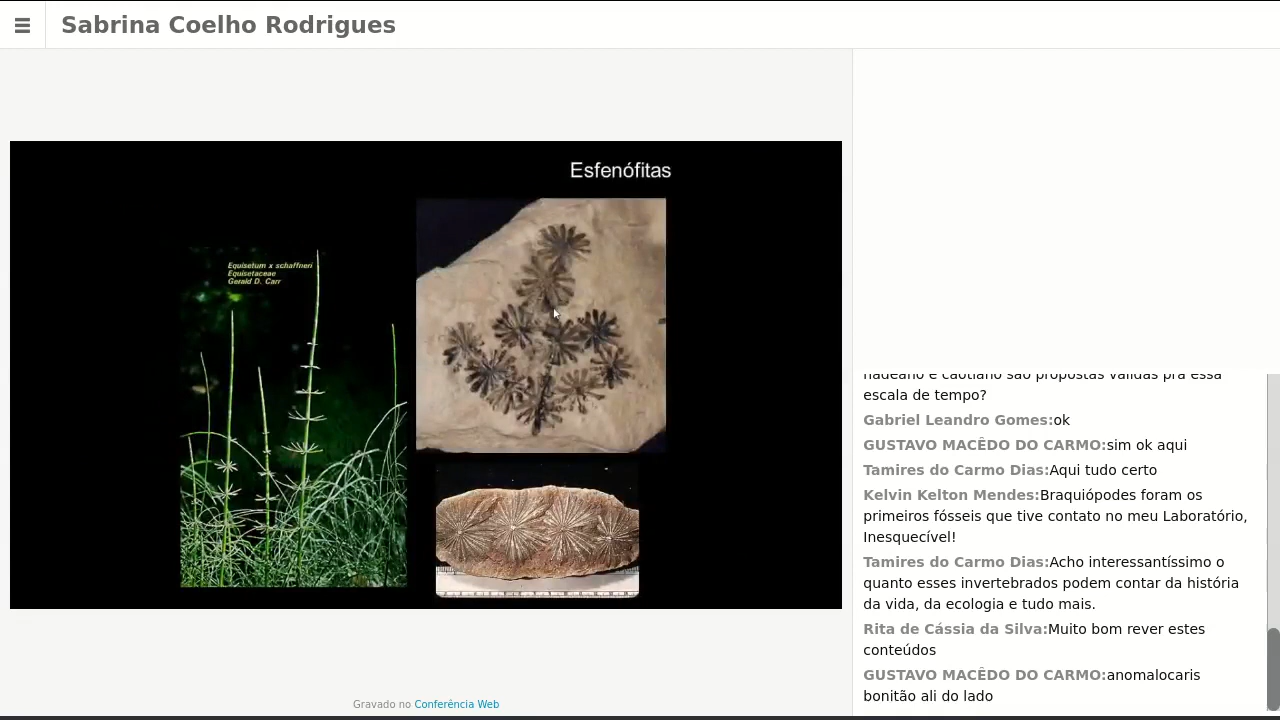 Sabrina Coelho Rodrigues
Esfenófitas
Equisetum x schaffneri
Equisetaceae
Gerald D. Carr
hadeano e caotiano são propostas válidas pra essa
escala de tempo?
Gabriel Leandro Gomes:ok
GUSTAVO MACÊDO DO CARMO:sim ok aqui
Tamires do Carmo Dias:Aqui tudo certo
Kelvin Kelton Mendes:Braquiópodes foram os
primeiros fósseis que tive contato no meu Laboratório,
Inesquecível!
Tamires do Carmo Dias:Acho interessantíssimo o
quanto esses invertebrados podem contar da história
da vida, da ecologia e tudo mais.
Rita de Cássia da Silva:Muito bom rever estes
conteúdos
GUSTAVO MACÊDO DO CARMO:anomalocaris
bonitão ali do lado
Gravado no Conferência Web